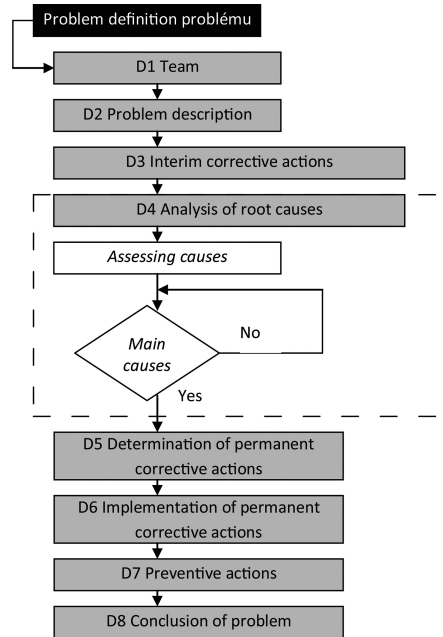 Problem definition problému
D1 Team
D2 Problem description
D3 Interim corrective actions
D4 Analysis of root causes
Assessing causes
Main
causes
No
Yes
D5 Determination of permanent
corrective actions
D6 Implementation of permanent
corrective actions
D7 Preventive actions
D8 Conclusion of problem